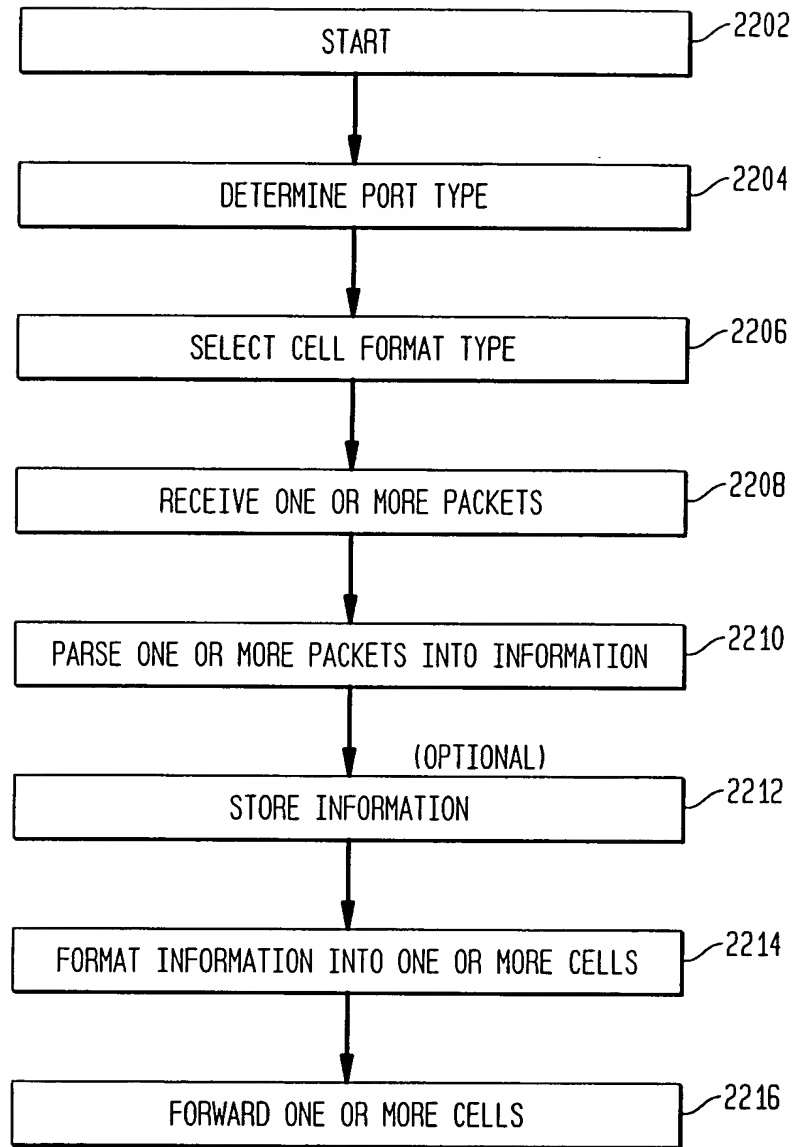 START
2202
DETERMINE PORT TYPE
2204
SELECT CELL FORMAT TYPE
2206
RECEIVE ONE OR MORE PACKETS
2208
PARSE ONE OR MORE PACKETS INTO INFORMATION
2210
(OPTIONAL)
STORE INFORMATION
2212
FORMAT INFORMATION INTO ONE OR MORE CELLS
2214
FORWARD ONE OR MORE CELLS
2216